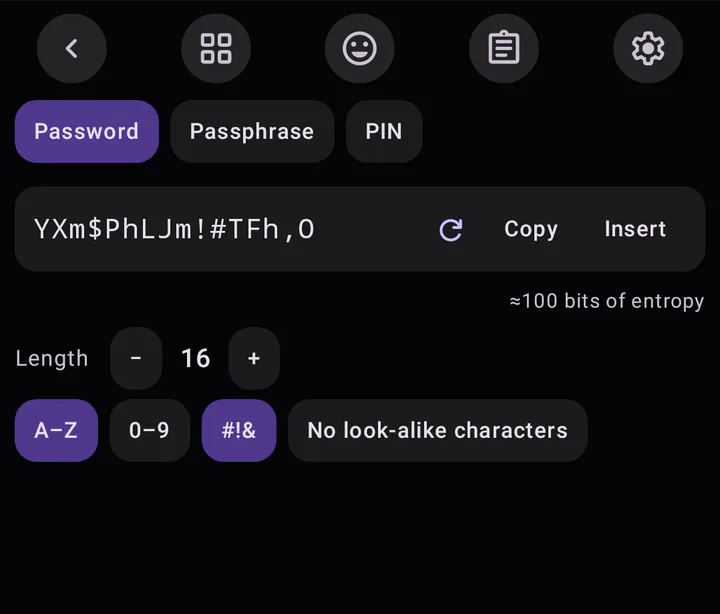 Password Passphrase PIN
YXm$PhLJm!#TFh,O Copy Insert
≈100 bits of entropy
Length - 16 +
A–Z 0–9 #!& No look-alike characters